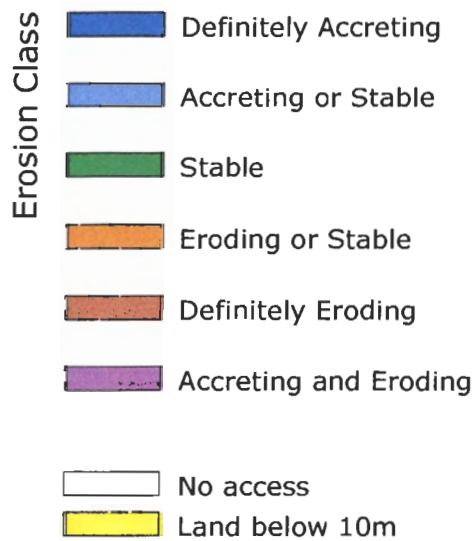 Erosion Class
Definitely Accreting
Accreting or Stable
Stable
Eroding or Stable
Definitely Eroding
Accreting and Eroding
No access
Land below 10m